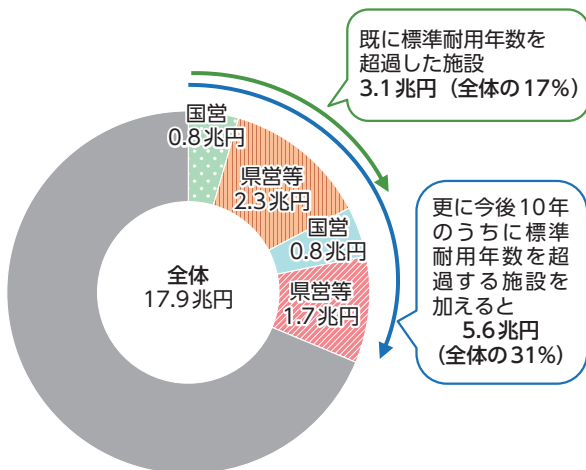 既に標準耐用年数を
超過した施設
3.1兆円（全体の17%）
国営
0.8兆円
県営等
2.3兆円
国営
0.8兆円
県営等
1.7兆円
全体
17.9兆円
更に今後10年
のうちに標準
耐用年数を超
過する施設を
加えると
5.6兆円
（全体の31%）